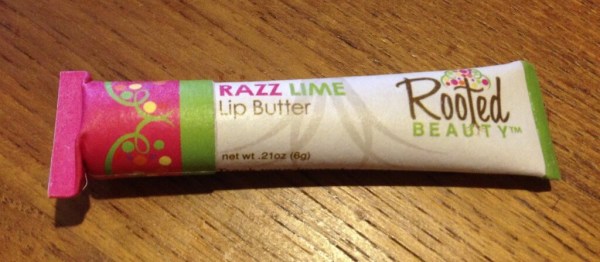 RAZZ LIME
Lip Butter
net wt .21oz (6g)
Rooted
BEAUTY™